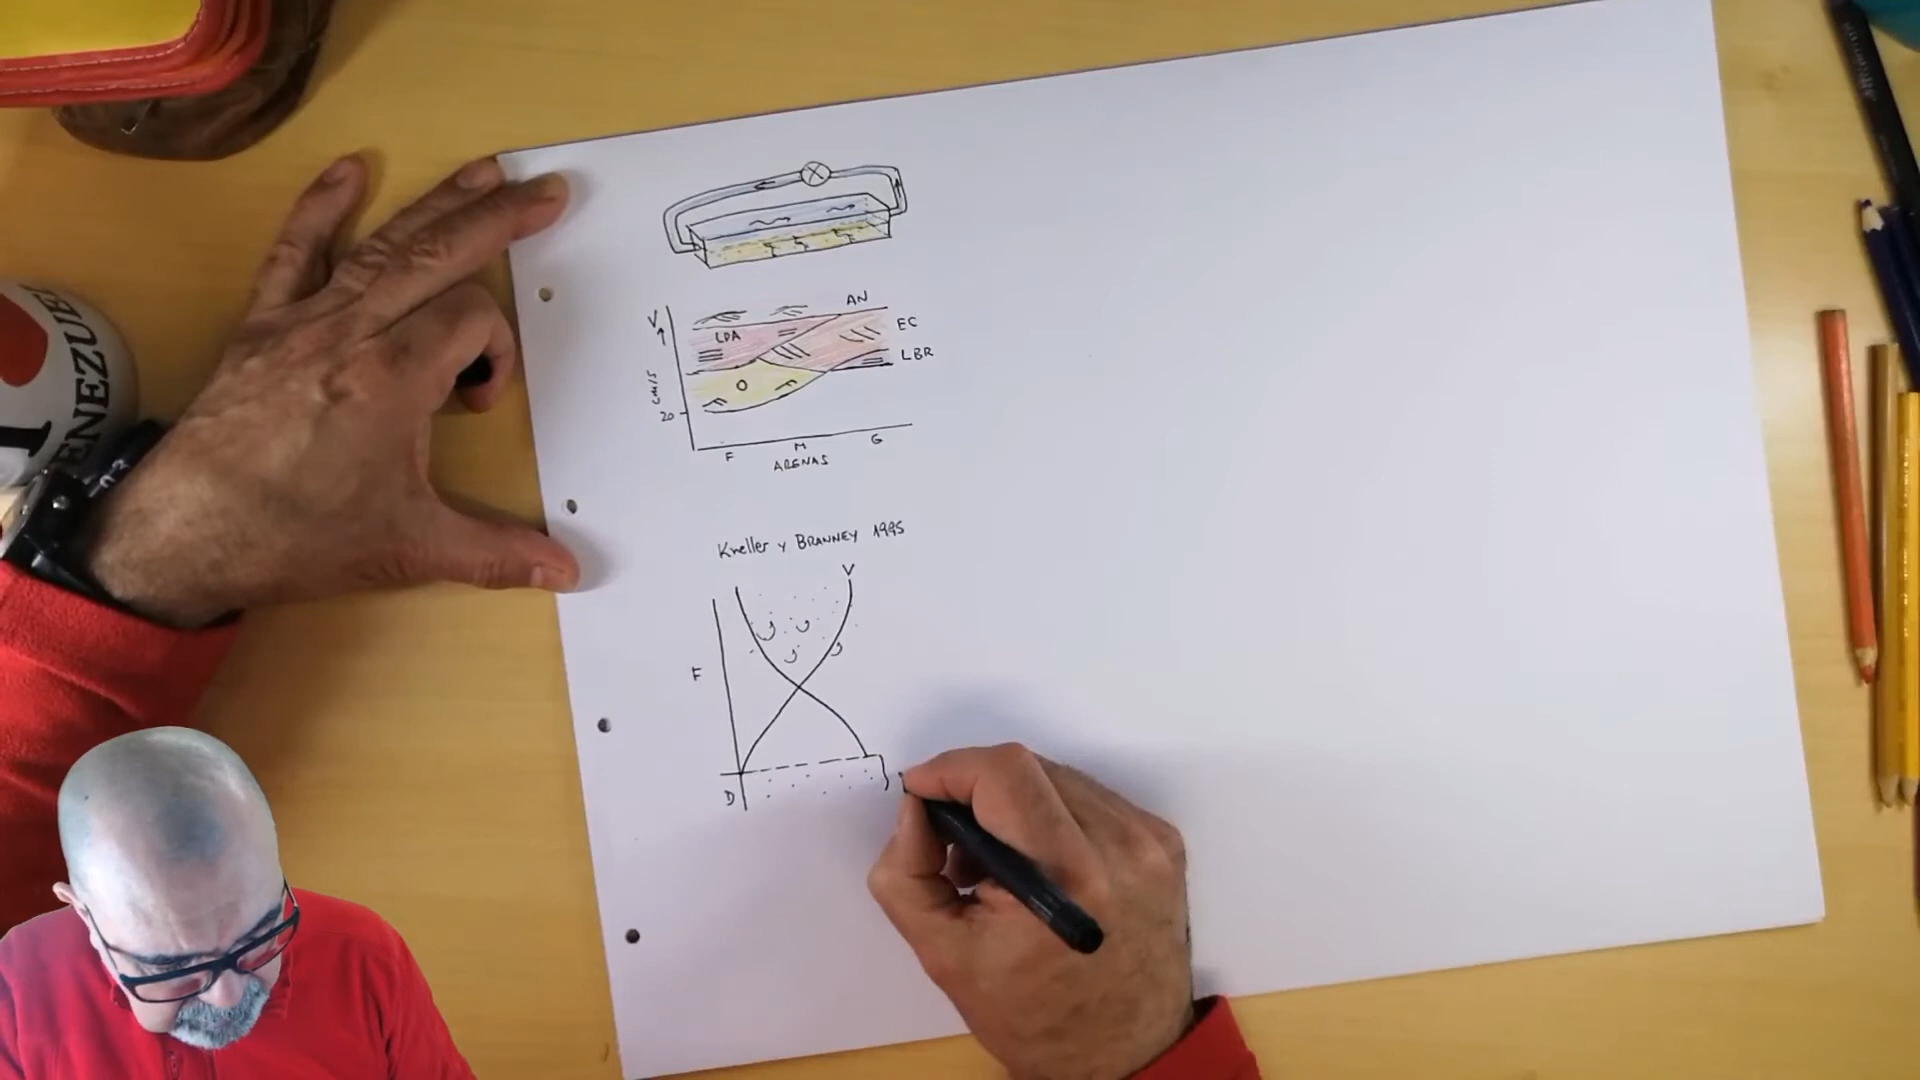 V
AN
LDA
EC
LBR
cm/s
O
20
F M G
ARENAS
Kneller y BRANNEY 1995
V
F
D
I
VENEZUE